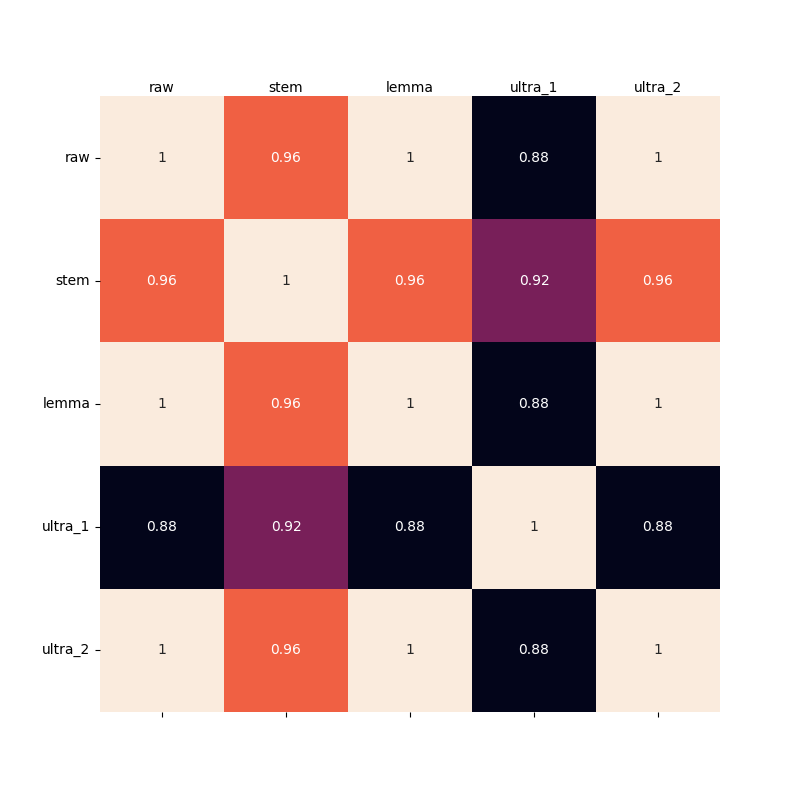 raw stem lemma ultra_1 ultra_2
raw 1 0.96 1 0.88 1
stem 0.96 1 0.96 0.92 0.96
lemma 1 0.96 1 0.88 1
ultra_1 0.88 0.92 0.88 1 0.88
ultra_2 1 0.96 1 0.88 1